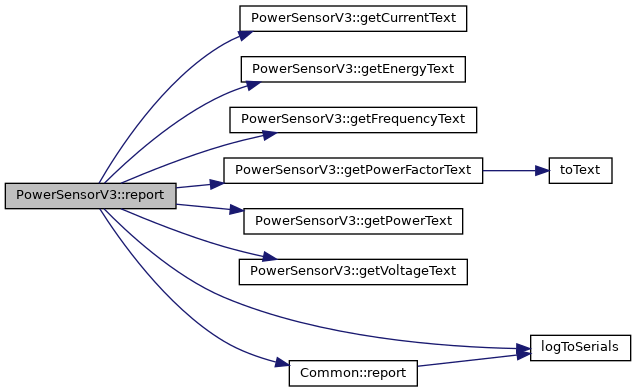 PowerSensorV3::getCurrentText
PowerSensorV3::getEnergyText
PowerSensorV3::getFrequencyText
PowerSensorV3::getPowerFactorText
toText
PowerSensorV3::report
PowerSensorV3::getPowerText
PowerSensorV3::getVoltageText
logToSerials
Common::report